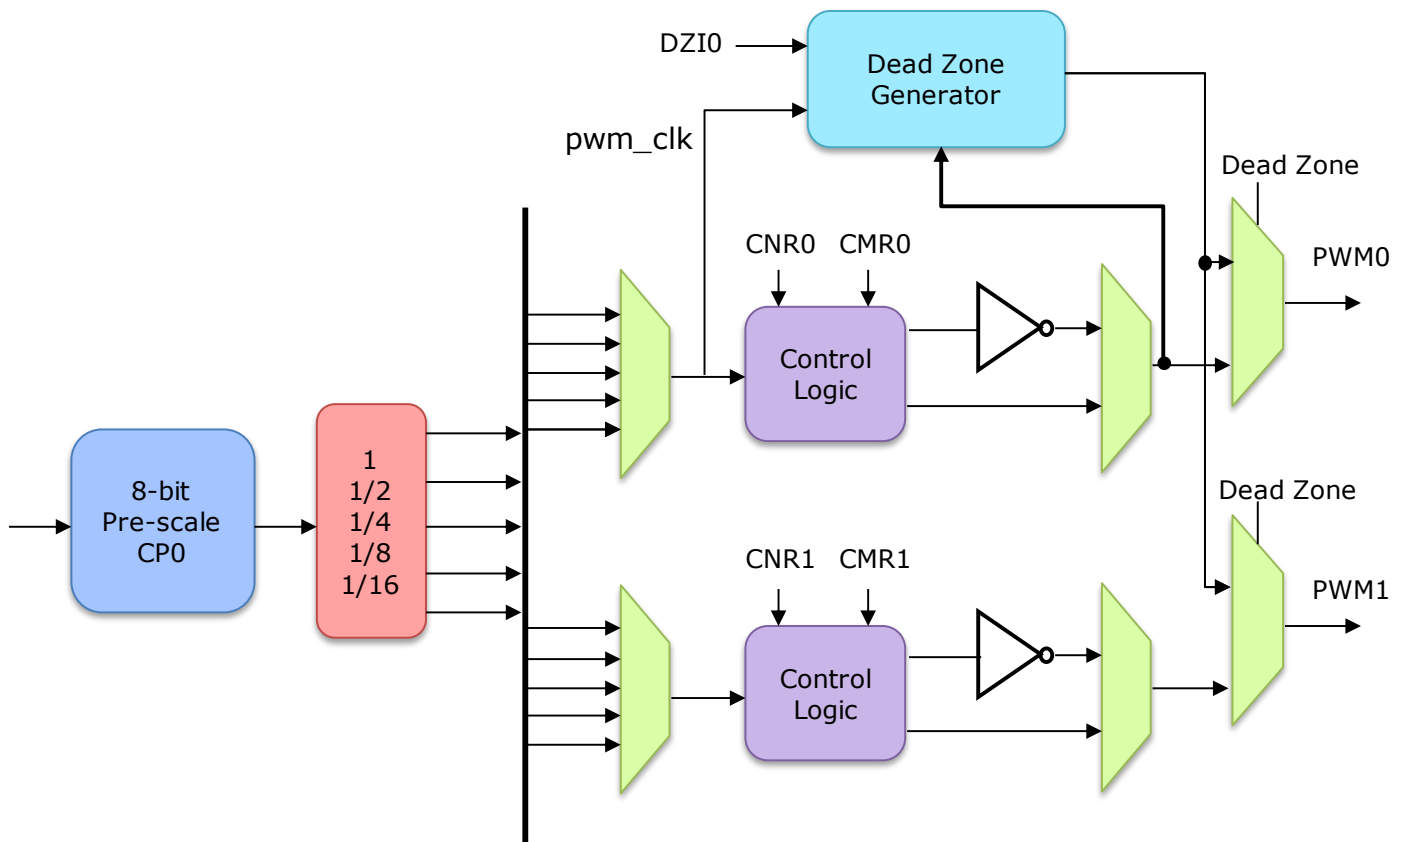 DZI0
Dead Zone
Generator
pwm_clk
Dead Zone
CNR0
CMR0
PWM0
Control
Logic
8-bit
Pre-scale
CP0
1
1/2
1/4
1/8
1/16
Dead Zone
CNR1
CMR1
PWM1
Control
Logic